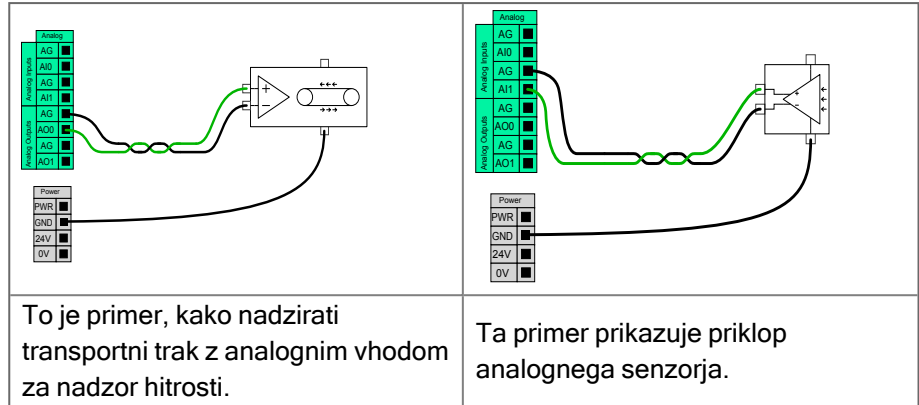 Analog
Analog Inputs
AG
AI0
AG
AI1
Analog Outputs
AG
AO0
AG
AO1
+
−
Power
PWR
GND
24V
0V
Analog
Analog Inputs
AG
AI0
AG
AI1
Analog Outputs
AG
AO0
AG
AO1
+
-
Power
PWR
GND
24V
0V
To je primer, kako nadzirati
transportni trak z analognim vhodom
za nadzor hitrosti.
Ta primer prikazuje priklop
analognega senzorja.